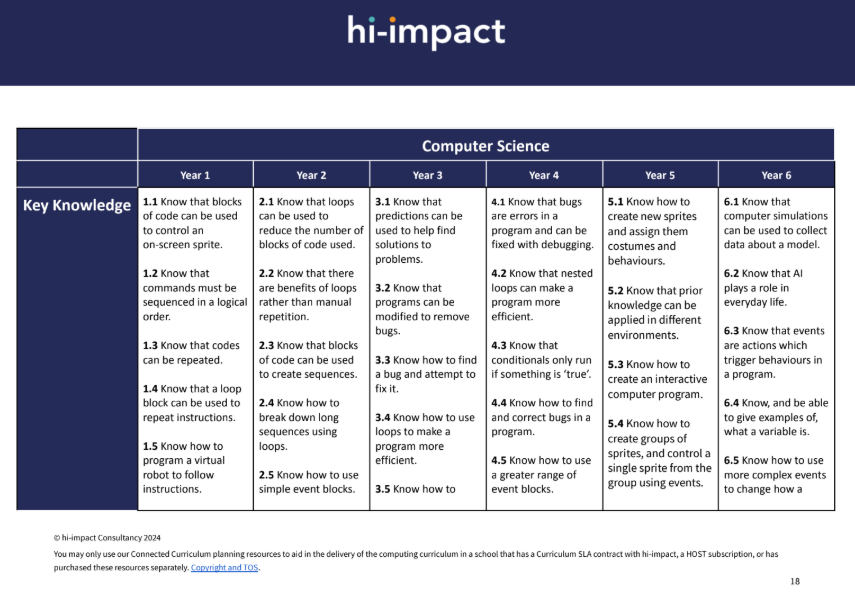 hi-impact
Computer Science
Year 1
Year 2
Year 3
Year 4
Year 5
Year 6
Key Knowledge
1.1 Know that blocks
of code can be used
to control an
on-screen sprite.
1.2 Know that
commands must be
sequenced in a logical
order.
1.3 Know that codes
can be repeated.
1.4 Know that a loop
block can be used to
repeat instructions.
1.5 Know how to
program a virtual
robot to follow
instructions.
2.1 Know that loops
can be used to
reduce the number of
blocks of code used.
2.2 Know that there
are benefits of loops
rather than manual
repetition.
2.3 Know that blocks
of code can be used
to create sequences.
2.4 Know how to
break down long
sequences using
loops.
2.5 Know how to use
simple event blocks.
3.1 Know that
predictions can be
used to help find
solutions to
problems.
3.2 Know that
programs can be
modified to remove
bugs.
3.3 Know how to find
a bug and attempt to
fix it.
3.4 Know how to use
loops to make a
program more
efficient.
3.5 Know how to
4.1 Know that bugs
are errors in a
program and can be
fixed with debugging.
4.2 Know that nested
loops can make a
program more
efficient.
4.3 Know that
conditionals only run
if something is ‘true’.
4.4 Know how to find
and correct bugs in a
program.
4.5 Know how to use
a greater range of
event blocks.
5.1 Know how to
create new sprites
and assign them
costumes and
behaviours.
5.2 Know that prior
knowledge can be
applied in different
environments.
5.3 Know how to
create an interactive
computer program.
5.4 Know how to
create groups of
sprites, and control a
single sprite from the
group using events.
6.1 Know that
computer simulations
can be used to collect
data about a model.
6.2 Know that AI
plays a role in
everyday life.
6.3 Know that events
are actions which
trigger behaviours in
a program.
6.4 Know, and be able
to give examples of,
what a variable is.
6.5 Know how to use
more complex events
to change how a
© hi-impact Consultancy 2024
You may only use our Connected Curriculum planning resources to aid in the delivery of the computing curriculum in a school that has a Curriculum SLA contract with hi-impact, a HOST subscription, or has
purchased these resources separately. Copyright and TOS.
18